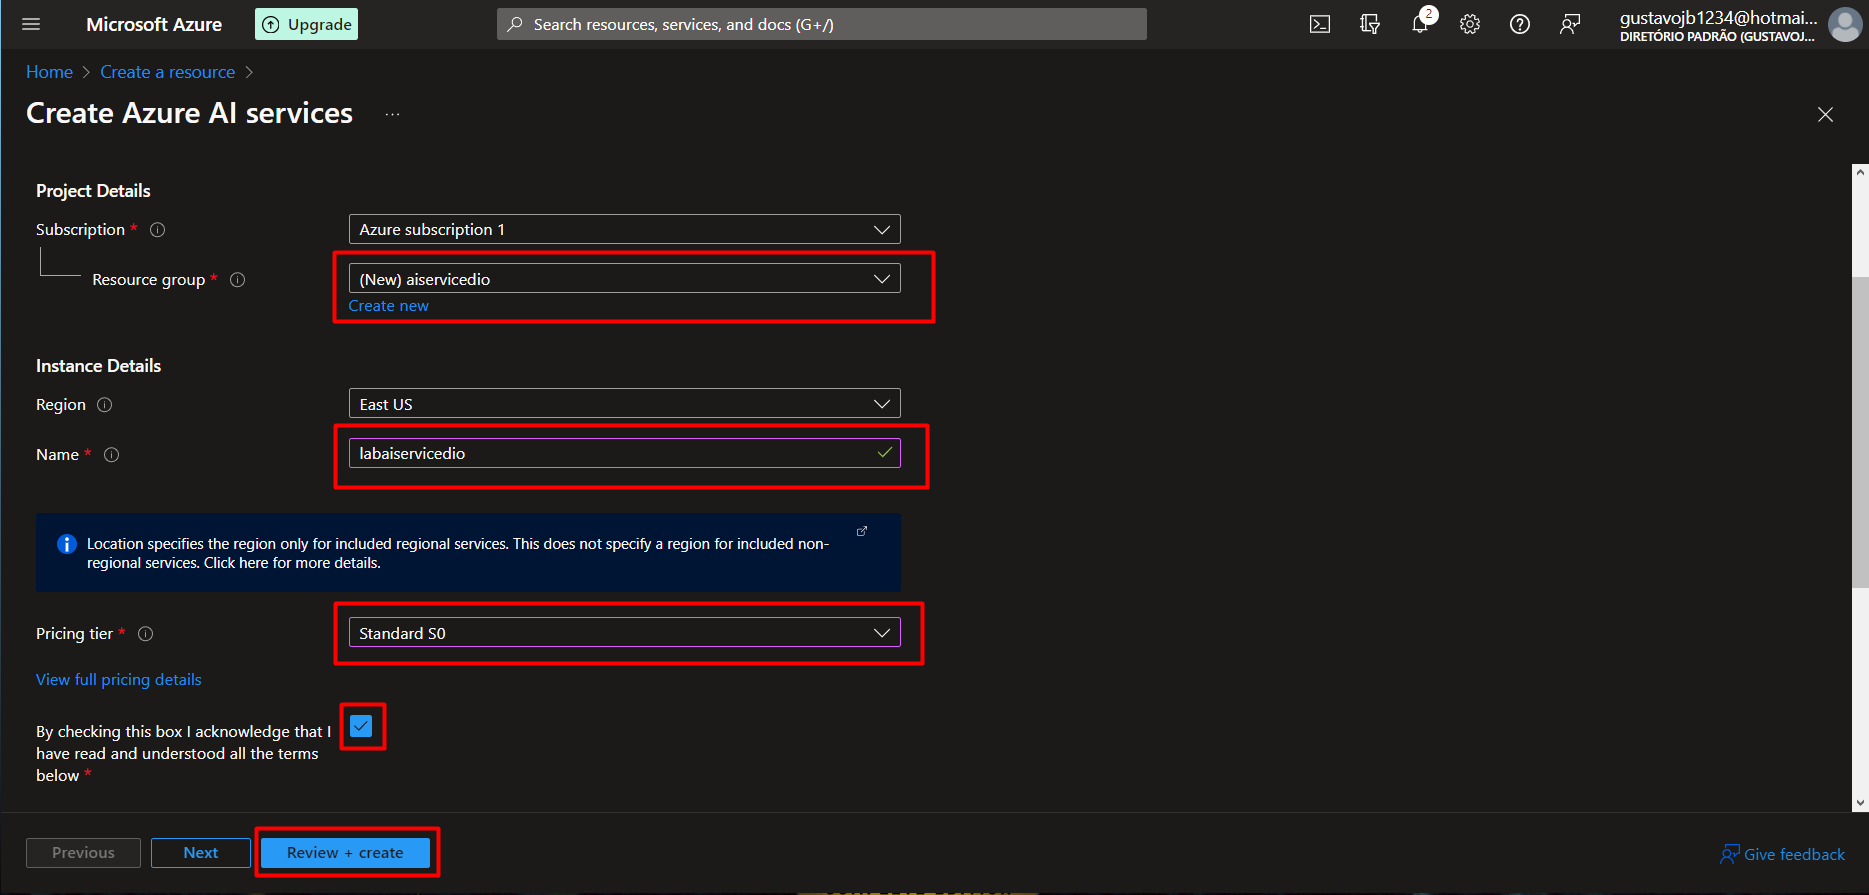 Microsoft Azure
Upgrade
Search resources, services, and docs (G+/)
2
gustavojb1234@hotmai...
DIRETÓRIO PADRÃO (GUSTAVOJ...
Home > Create a resource >
Create Azure AI services ...
Project Details
Subscription *
Azure subscription 1
Resource group *
(New) aiservicedio
Create new
Instance Details
Region
East US
Name *
labaiservicedio
Location specifies the region only for included regional services. This does not specify a region for included non-
regional services. Click here for more details.
Pricing tier *
Standard S0
View full pricing details
By checking this box I acknowledge that I
have read and understood all the terms
below *
Previous
Next
Review + create
Give feedback